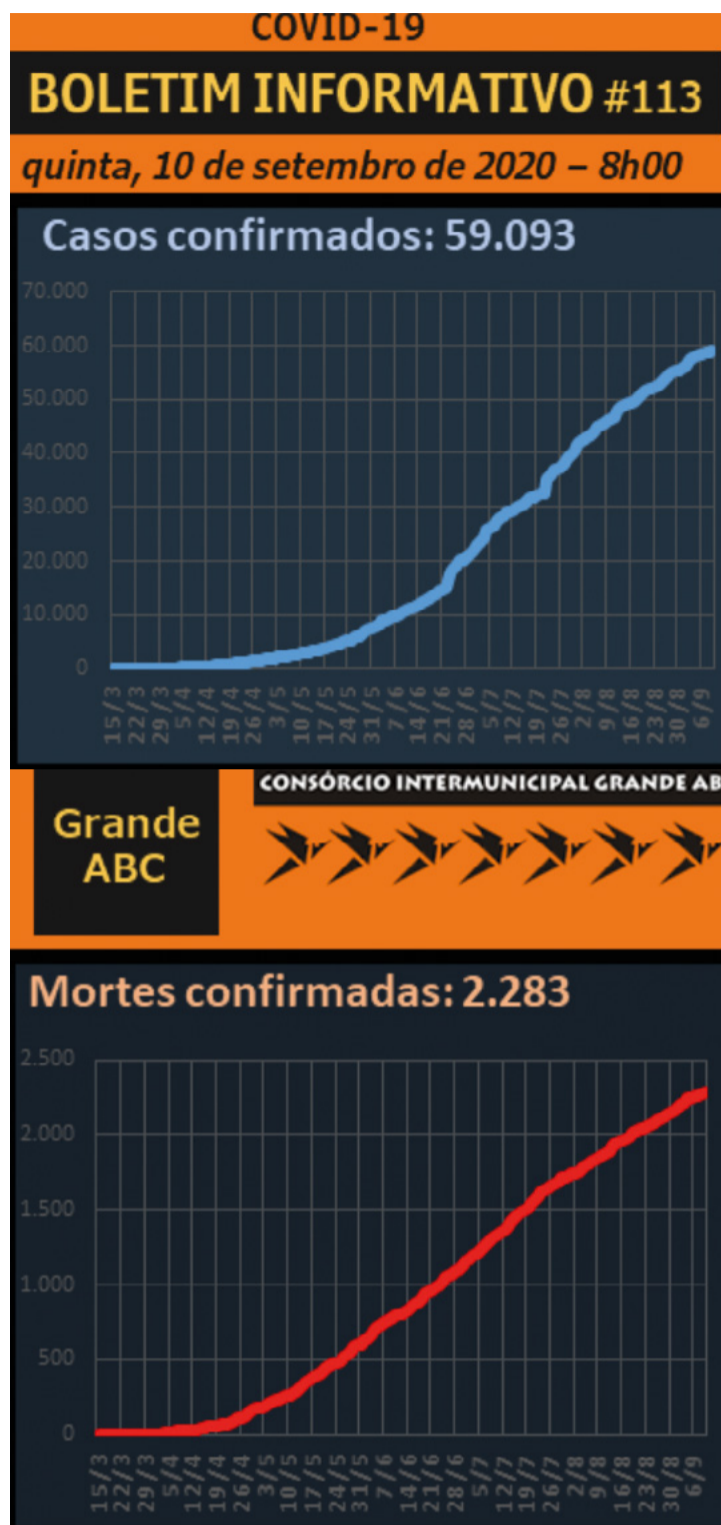 COVID-19
BOLETIM INFORMATIVO #113
quinta, 10 de setembro de 2020 – 8h00
Casos confirmados: 59.093
70.000
60.000
50.000
40.000
30.000
20.000
10.000
0
15/3 22/3 29/3 5/4 12/4 19/4 26/4 3/5 10/5 17/5 24/5 31/5 7/6 14/6 21/6 28/6 5/7 12/7 19/7 26/7 2/8 9/8 16/8 23/8 30/8 6/9
CONSÓRCIO INTERMUNICIPAL GRANDE AB
Grande
ABC
Mortes confirmadas: 2.283
2.500
2.000
1.500
1.000
500
0
15/3 22/3 29/3 5/4 12/4 19/4 26/4 3/5 10/5 17/5 24/5 31/5 7/6 14/6 21/6 28/6 5/7 12/7 19/7 26/7 2/8 9/8 16/8 23/8 30/8 6/9